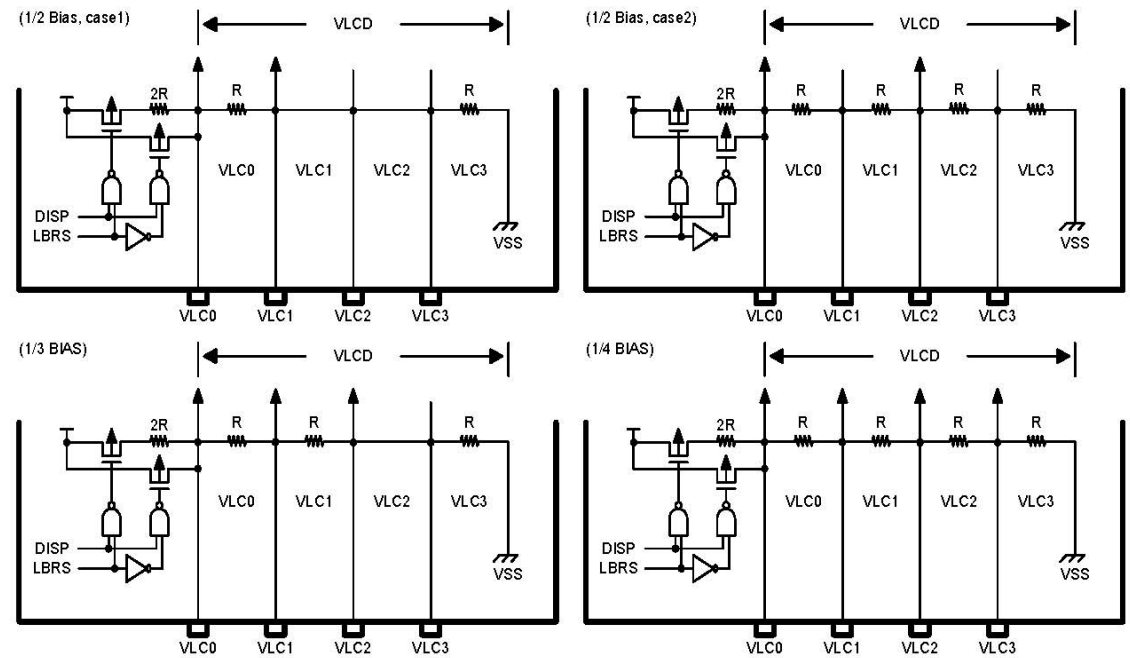 (1/2 Bias, case1)
VLCD
2R R R
VLC0 VLC1 VLC2 VLC3
DISP
LBRS
VSS
VLC0 VLC1 VLC2 VLC3
(1/2 Bias, case2)
VLCD
2R R R R R
VLC0 VLC1 VLC2 VLC3
DISP
LBRS
VSS
VLC0 VLC1 VLC2 VLC3
(1/3 BIAS)
VLCD
2R R R R
VLC0 VLC1 VLC2 VLC3
DISP
LBRS
VSS
VLC0 VLC1 VLC2 VLC3
(1/4 BIAS)
VLCD
2R R R R R
VLC0 VLC1 VLC2 VLC3
DISP
LBRS
VSS
VLC0 VLC1 VLC2 VLC3